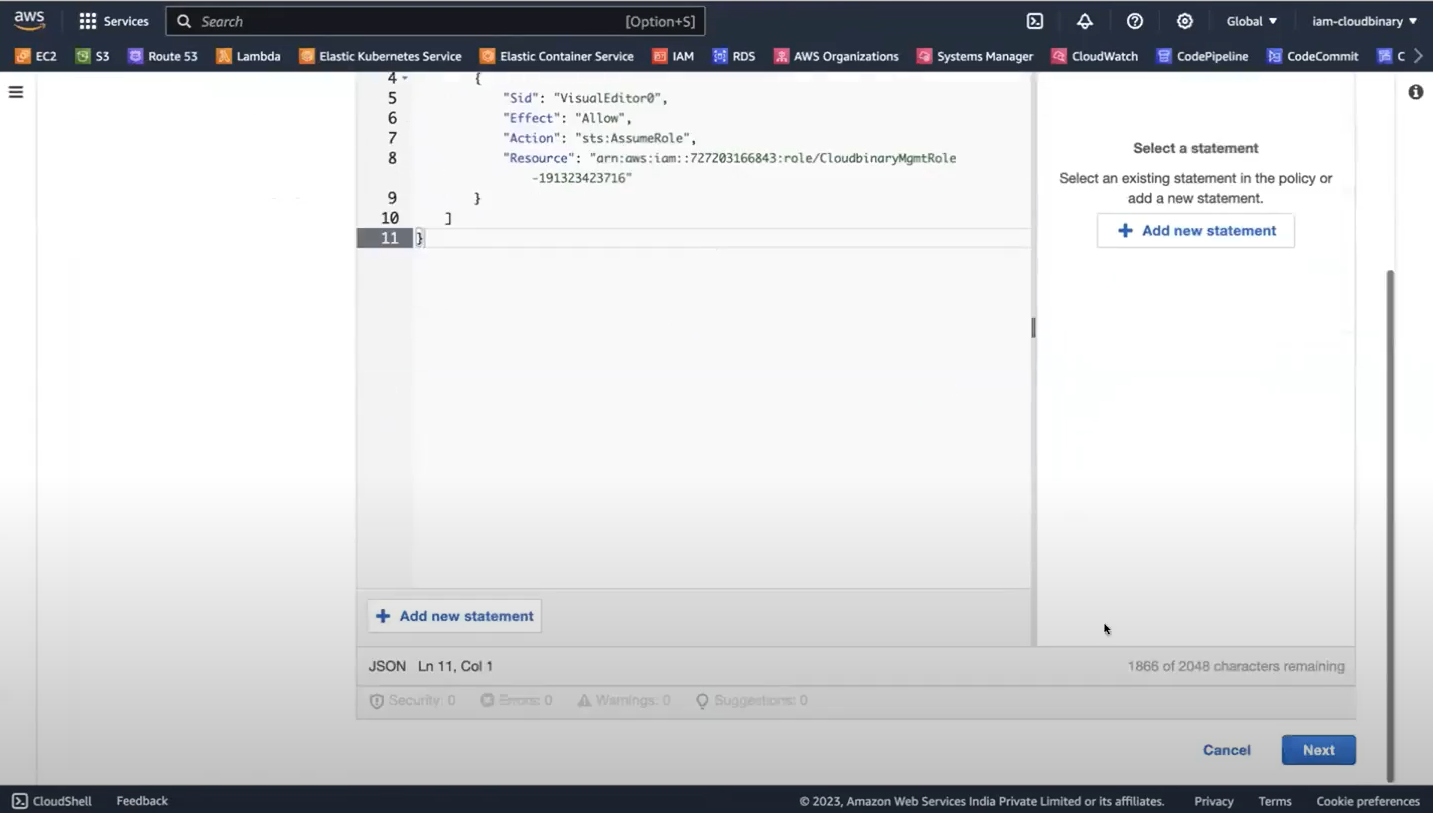 aws Services Search [Option+S] Global iam-cloudbinary
EC2 S3 Route 53 Lambda Elastic Kubernetes Service Elastic Container Service IAM RDS AWS Organizations Systems Manager CloudWatch CodePipeline CodeCommit C
4 {
5 "Sid": "VisualEditor0",
6 "Effect": "Allow",
7 "Action": "sts:AssumeRole",
8 "Resource": "arn:aws:iam::727203166843:role/CloudbinaryMgmtRole
-191323423716"
9 }
10 ]
11 }
Select a statement
Select an existing statement in the policy or
add a new statement.
+ Add new statement
+ Add new statement
JSON Ln 11, Col 1
1866 of 2048 characters remaining
Security: 0 Errors: 0 Warnings: 0 Suggestions: 0
Cancel Next
CloudShell Feedback © 2023, Amazon Web Services India Private Limited or its affiliates. Privacy Terms Cookie preferences